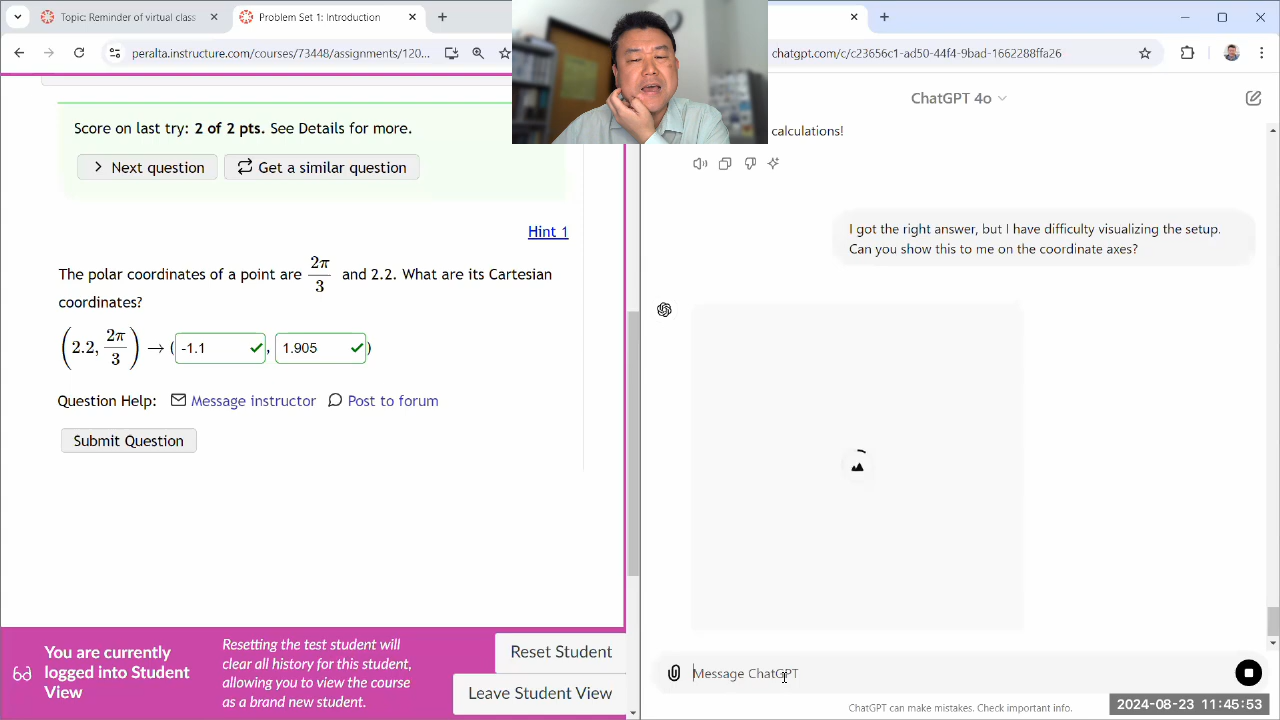 Topic: Reminder of virtual class
Problem Set 1: Introduction
peralta.instructure.com/courses/73448/assignments/120...
chatgpt.com/c/c23656c1-ad50-44f4-9bad-1662288ffa26
Score on last try: 2 of 2 pts. See Details for more.
Next question
Get a similar question
Hint 1
The polar coordinates of a point are 2π/3 and 2.2. What are its Cartesian
coordinates?
(2.2, 2π/3) → (-1.1, 1.905)
Question Help: Message instructor Post to forum
Submit Question
You are currently
logged into Student
View
Resetting the test student will
clear all history for this student,
allowing you to view the course
as a brand new student.
Reset Student
Leave Student View
ChatGPT 4o
calculations!
I got the right answer, but I have difficulty visualizing the setup.
Can you show this to me on the coordinate axes?
Message ChatGPT
ChatGPT can make mistakes. Check important info.
2024-08-23 11:45:53